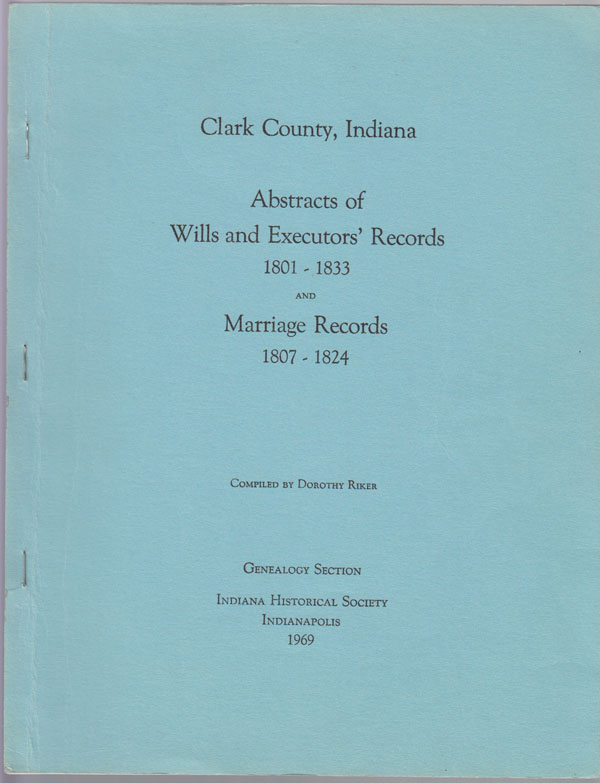 Clark County, Indiana
Abstracts of
Wills and Executors' Records
1801 - 1833
AND
Marriage Records
1807 - 1824
COMPILED BY DOROTHY RIKER
GENEALOGY SECTION
INDIANA HISTORICAL SOCIETY
INDIANAPOLIS
1969